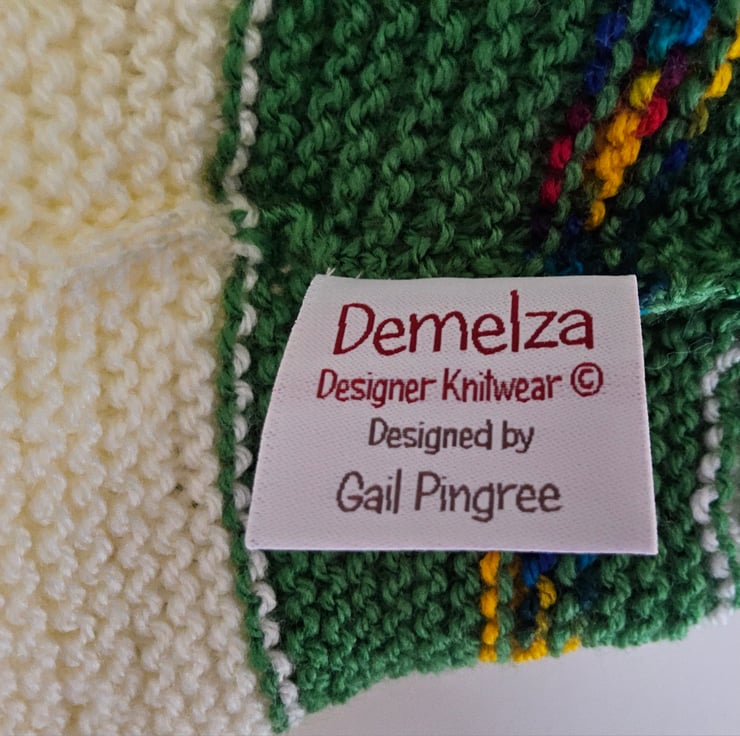 Demelza
Designer Knitwear ©
Designed by
Gail Pingree